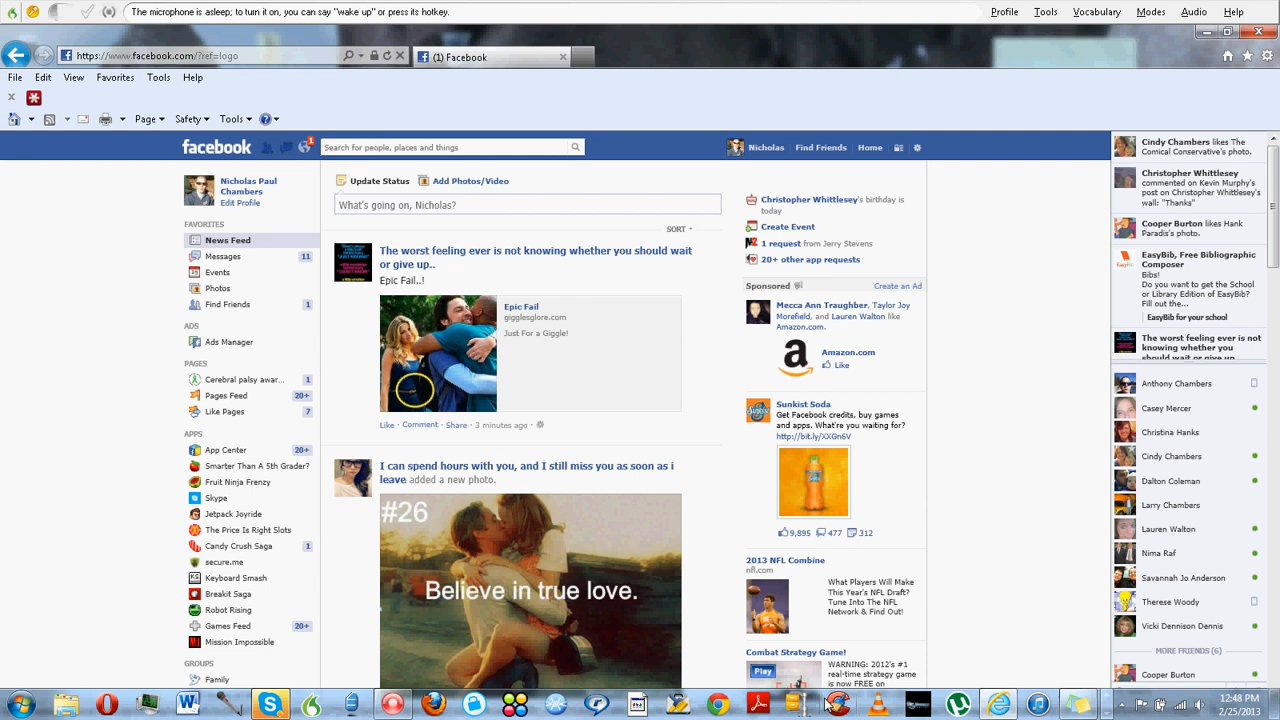 The microphone is asleep; to turn it on, you can say "wake up" or press its hotkey.
Profile Tools Vocabulary Modes Audio Help
https://www.facebook.com/?ref=logo
(1) Facebook
File Edit View Favorites Tools Help
Page Safety Tools
facebook
1
Search for people, places and things
Nicholas Find Friends Home
Nicholas Paul
Chambers
Edit Profile
FAVORITES
News Feed
Messages 11
Events
Photos
Find Friends 1
ADS
Ads Manager
PAGES
Cerebral palsy awar... 1
Pages Feed 20+
Like Pages 7
APPS
App Center 20+
Smarter Than A 5th Grader?
Fruit Ninja Frenzy
Skype
Jetpack Joyride
The Price Is Right Slots
Candy Crush Saga 1
secure.me
Keyboard Smash
Breakit Saga
Robot Rising
Games Feed 20+
Mission Impossible
GROUPS
Family
Update Status Add Photos/Video
What's going on, Nicholas?
SORT
The worst feeling ever is not knowing whether you should wait
or give up..
Epic Fail..!
Epic Fail
gigglesglore.com
Just For a Giggle!
Like · Comment · Share · 3 minutes ago ·
I can spend hours with you, and I still miss you as soon as i
leave added a new photo.
#26
Believe in true love.
Christopher Whittlesey's birthday is
today
Create Event
1 request from Jerry Stevens
20+ other app requests
Sponsored Create an Ad
Mecca Ann Traughber, Taylor Joy
Morefield, and Lauren Walton like
Amazon.com.
Amazon.com
Like
Sunkist Soda
Get Facebook credits, buy games
and apps. What're you waiting for?
http://bit.ly/XXGn6V
9,895 477 312
2013 NFL Combine
nfl.com
What Players Will Make
This Year's NFL Draft?
Tune Into The NFL
Network & Find Out!
Combat Strategy Game!
Play
WARNING: 2012's #1
real-time strategy game
is now FREE on
Cindy Chambers likes The
Comical Conservative's photo.
Christopher Whittlesey
commented on Kevin Murphy's
post on Christopher Whittlesey's
wall: "Thanks"
Cooper Burton likes Hank
Paradis's photo.
EasyBib, Free Bibliographic
Composer
Bibs!
Do you want to get the School
or Library Edition of EasyBib?
Fill out the...
EasyBib for your school
The worst feeling ever is not
knowing whether you
should wait or give up..
Anthony Chambers
Casey Mercer
Christina Hanks
Cindy Chambers
Dalton Coleman
Larry Chambers
Lauren Walton
Nima Raf
Savannah Jo Anderson
Therese Woody
Vicki Dennison Dennis
MORE FRIENDS (6)
Cooper Burton
12:48 PM
2/25/2013